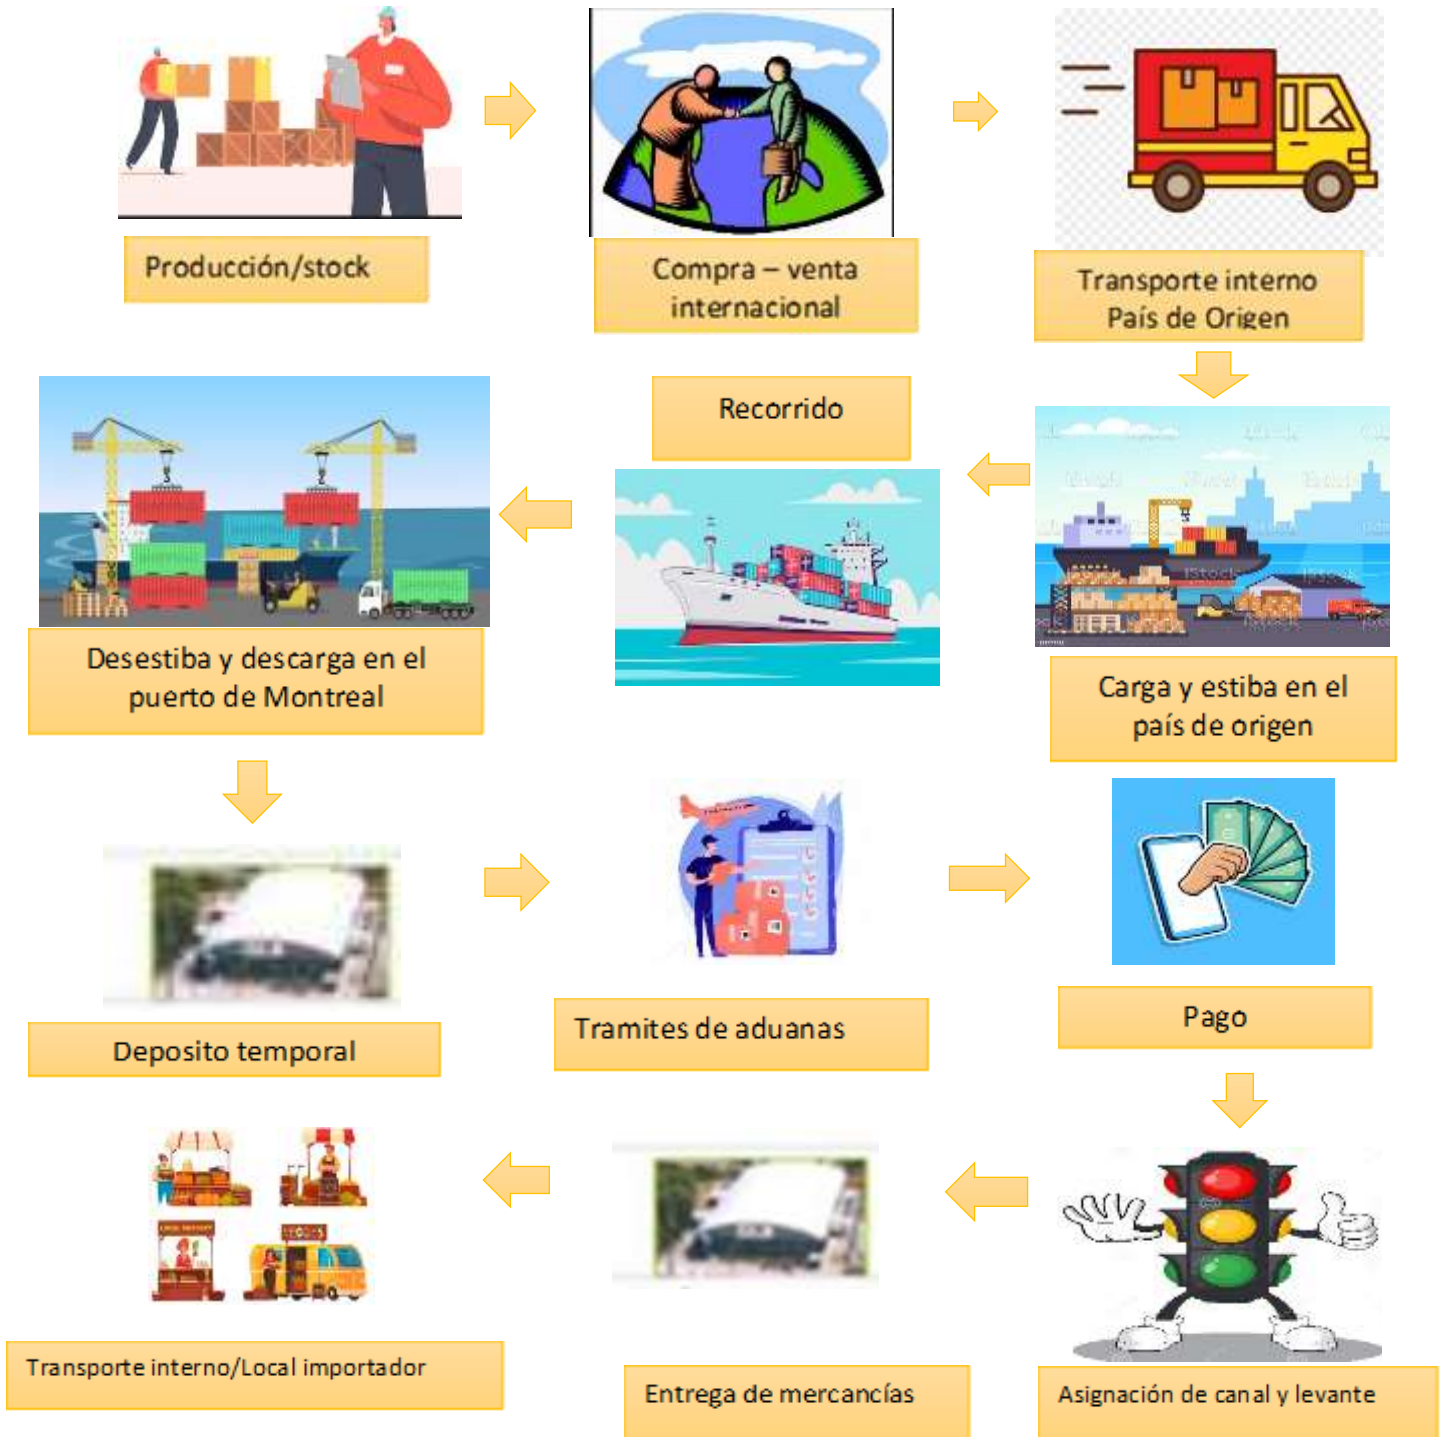 Producción/stock
Compra – venta
internacional
Transporte interno
País de Origen
Recorrido
Desestiba y descarga en el
puerto de Montreal
Carga y estiba en el
país de origen
iStock
iStock
Deposito temporal
Tramites de aduanas
Pago
Transporte interno/Local importador
Entrega de mercancías
Asignación de canal y levante